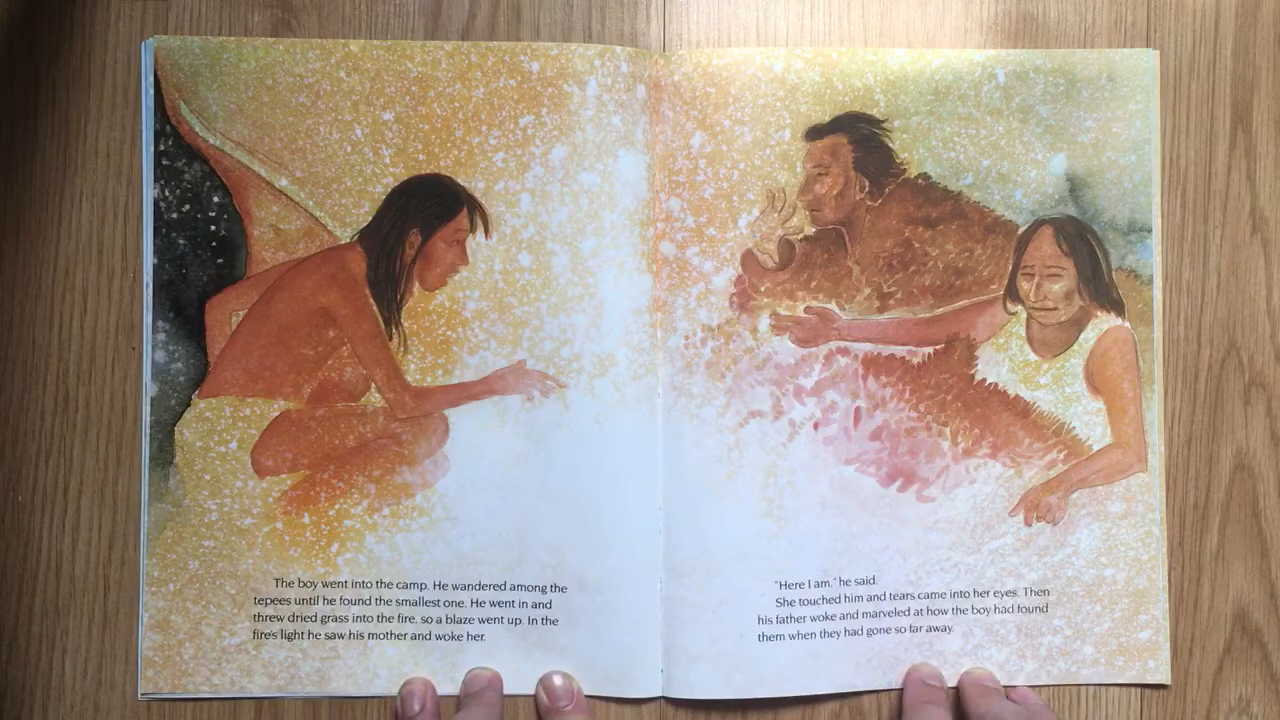 The boy went into the camp. He wandered among the
tepees until he found the smallest one. He went in and
threw dried grass into the fire, so a blaze went up. In the
fire's light he saw his mother and woke her.
"Here I am," he said.
She touched him and tears came into her eyes. Then
his father woke and marveled at how the boy had found
them when they had gone so far away.